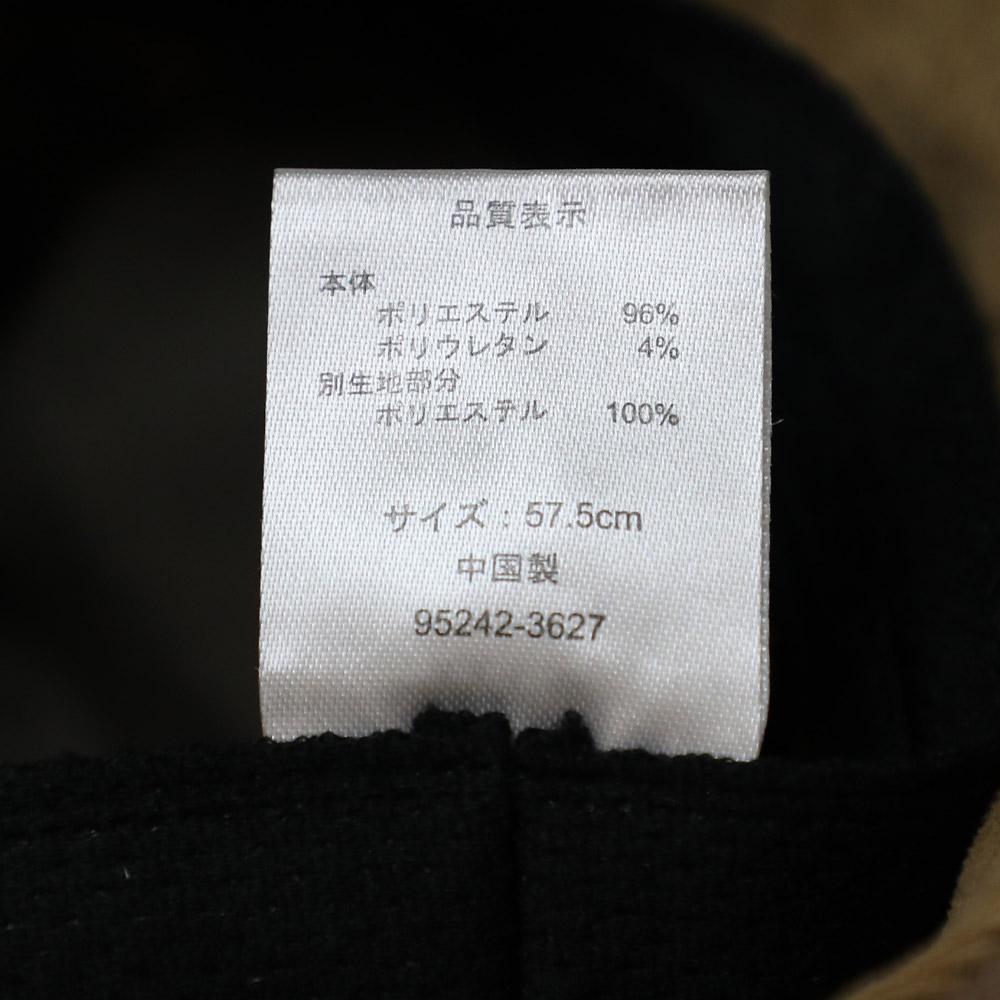 品質表示
本体
ポリエステル 96%
ポリウレタン 4%
別生地部分
ポリエステル 100%
サイズ：57.5cm
中国製
95242-3627